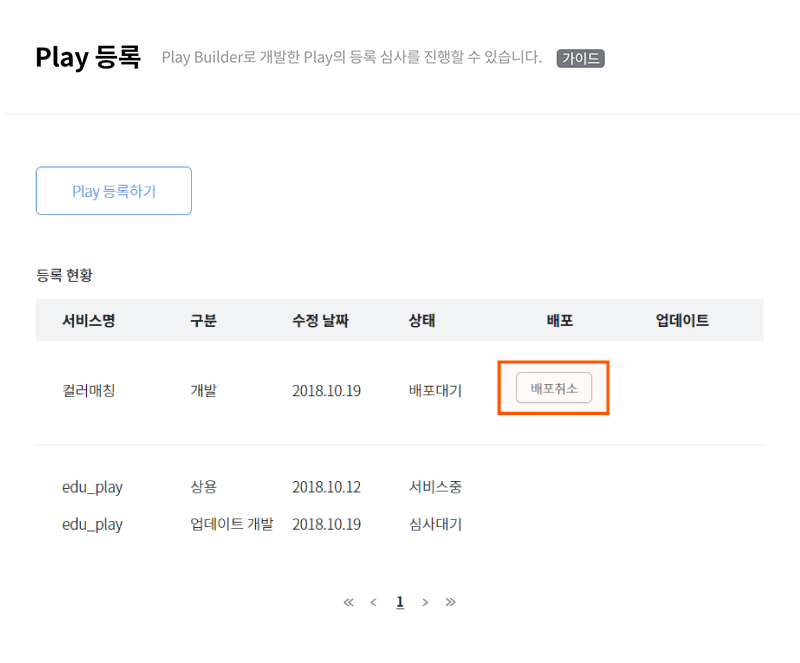 Play 등록 Play Builder로 개발한 Play의 등록 심사를 진행할 수 있습니다. 가이드
Play 등록하기
등록 현황
서비스명 구분 수정 날짜 상태 배포 업데이트
컬러매칭 개발 2018.10.19 배포대기 배포취소
edu_play 상용 2018.10.12 서비스중
edu_play 업데이트 개발 2018.10.19 심사대기
« < 1 > »